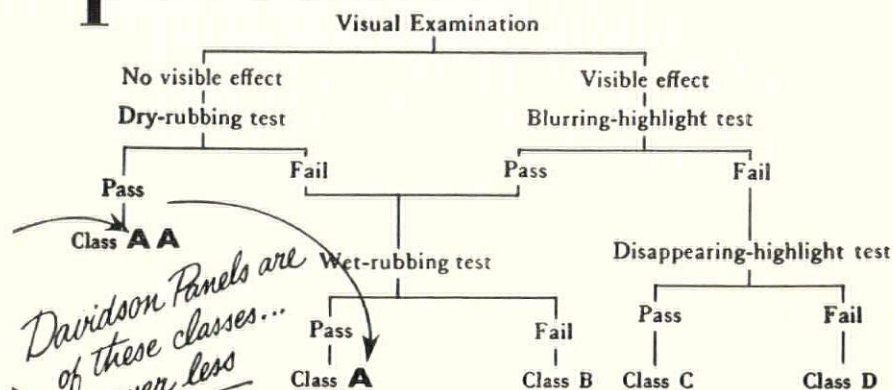 Visual Examination
No visible effect Visible effect
Dry-rubbing test Blurring-highlight test
Pass Fail Pass Fail
Class AA
Wet-rubbing test Disappearing-highlight test
Davidson Panels are
of these classes...
less
Pass Fail Pass Fail
Class A Class B Class C Class D